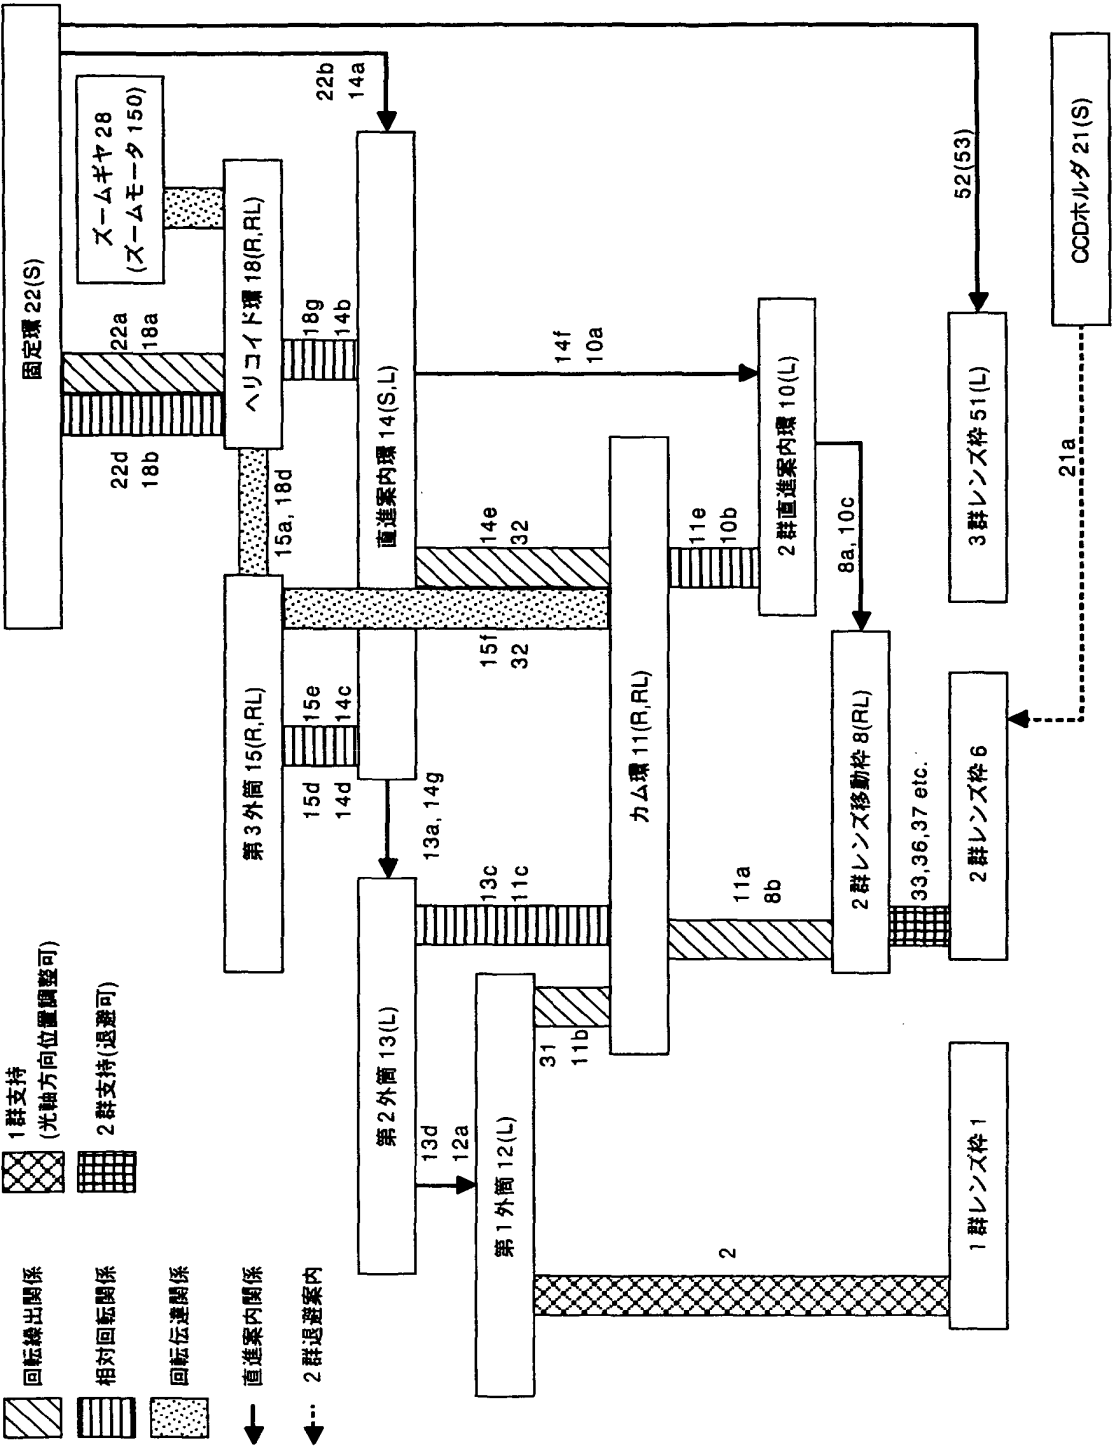 回転繰出関係
相対回転関係
回転伝達関係
直進案内関係
2群退避案内
1群支持
(光軸方向位置調整可)
2群支持(退避可)
固定環 22(S)
ズームギヤ 28
(ズームモータ 150)
22b
14a
22a
18a
22d
18b
ヘリコイド環 18(R,RL)
15a, 18d
18g
14b
第3外筒 15(R,RL)
15e
14c
15d
14d
直進案内環 14(S,L)
13a, 14g
14e
32
15f
32
14f
10a
第2外筒 13(L)
13c
11c
13d
12a
第1外筒 12(L)
31
11b
カム環 11(R,RL)
11e
10b
2群直進案内環 10(L)
8a, 10c
11a
8b
2群レンズ移動枠 8(RL)
33,36,37 etc.
2
1群レンズ枠 1
2群レンズ枠 6
3群レンズ枠 51(L)
52(53)
21a
CCDホルダ 21(S)